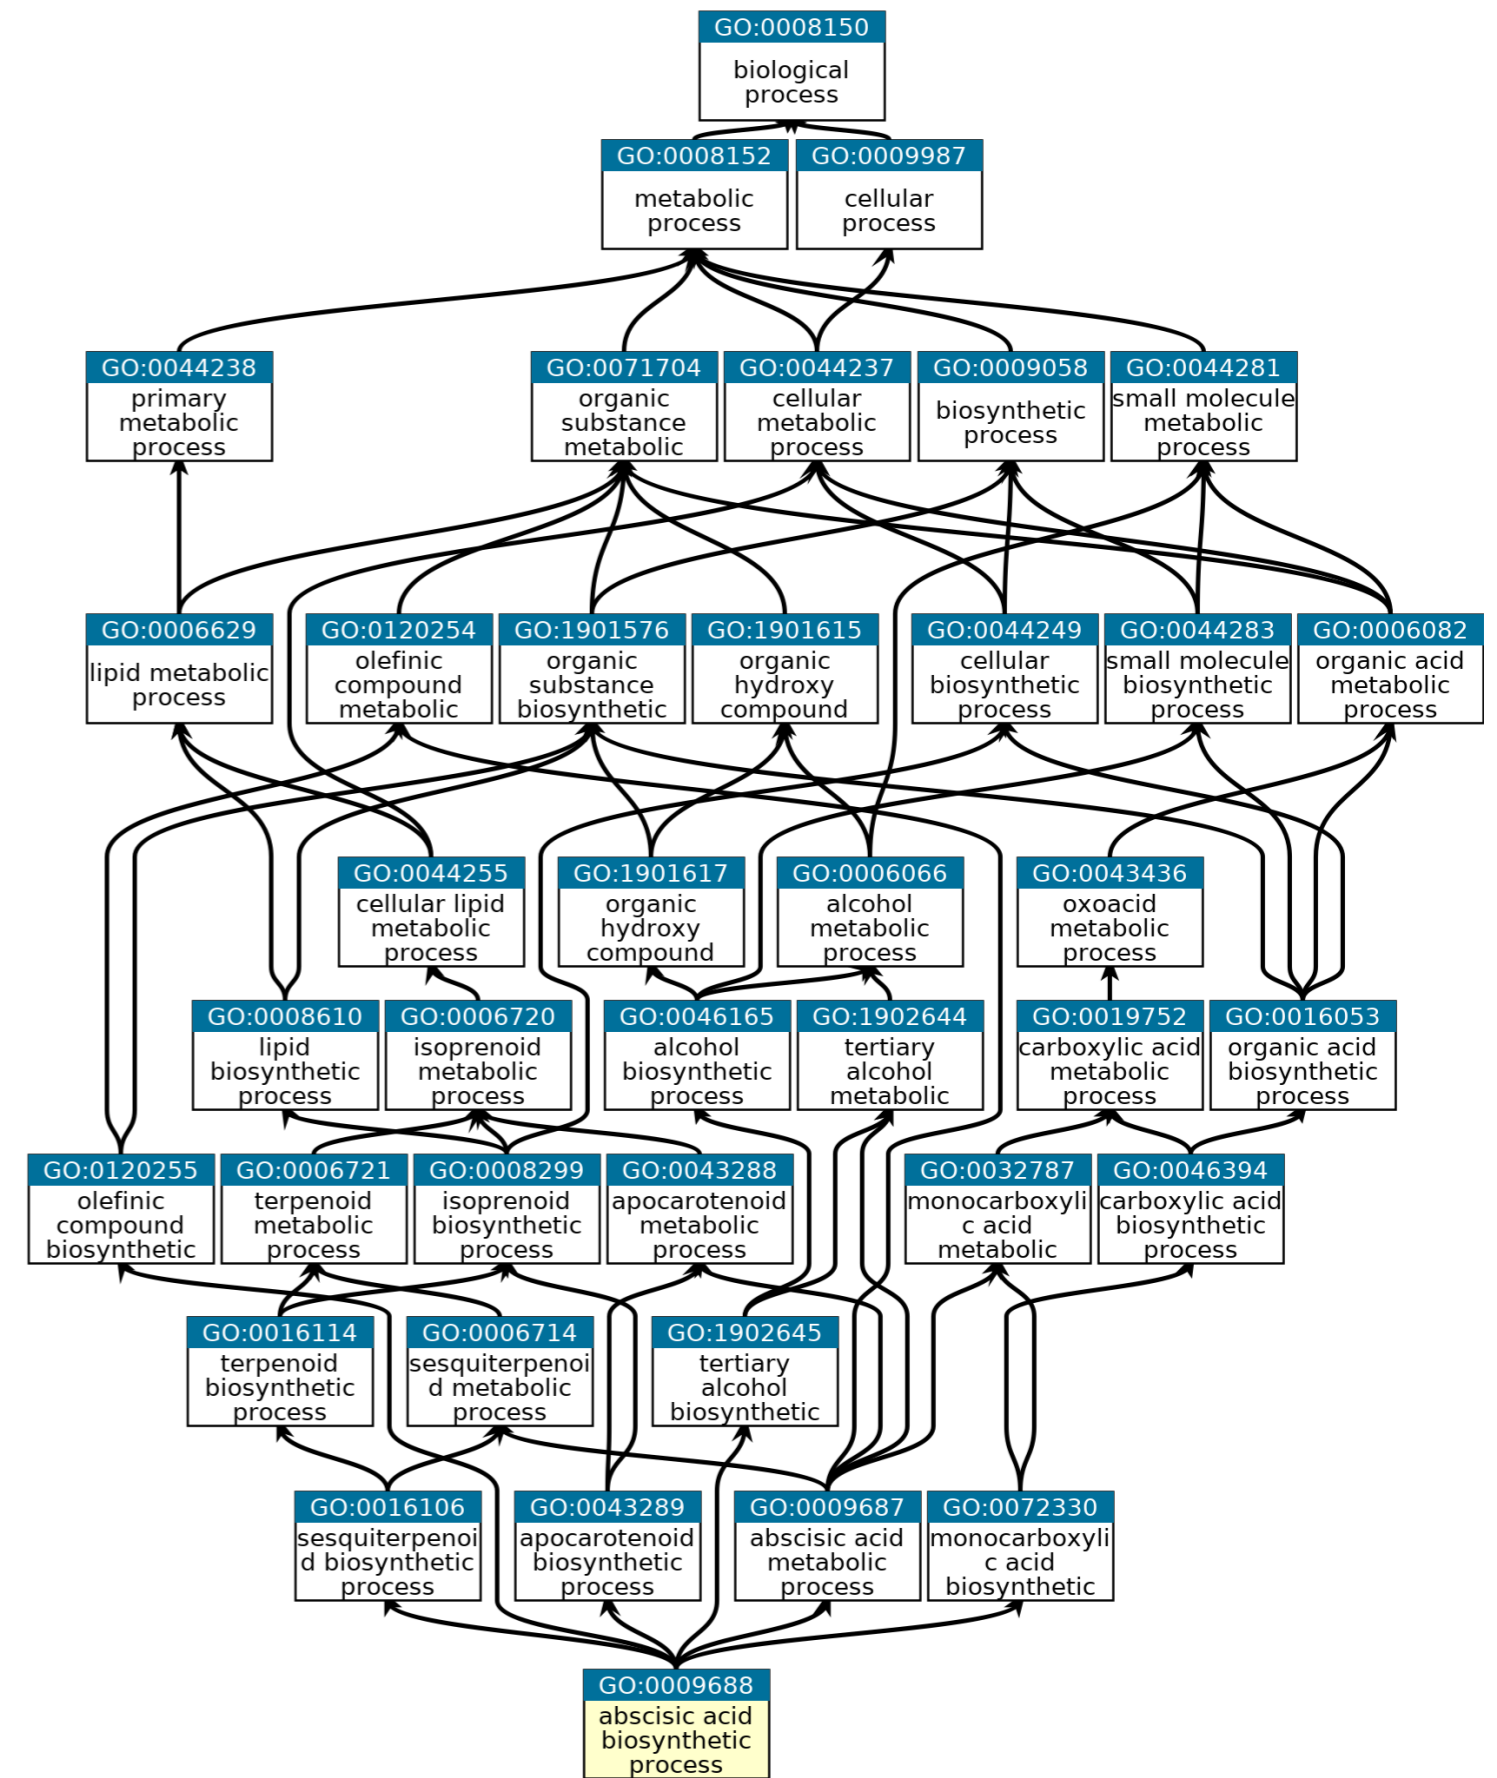 GO:0008150
biological
process
GO:0008152
metabolic
process
GO:0009987
cellular
process
GO:0044238
primary
metabolic
process
GO:0071704
organic
substance
metabolic
GO:0044237
cellular
metabolic
process
GO:0009058
biosynthetic
process
GO:0044281
small molecule
metabolic
process
GO:0006629
lipid metabolic
process
GO:0120254
olefinic
compound
metabolic
GO:1901576
organic
substance
biosynthetic
GO:1901615
organic
hydroxy
compound
GO:0044249
cellular
biosynthetic
process
GO:0044283
small molecule
biosynthetic
process
GO:0006082
organic acid
metabolic
process
GO:0044255
cellular lipid
metabolic
process
GO:1901617
organic
hydroxy
compound
GO:0006066
alcohol
metabolic
process
GO:0043436
oxoacid
metabolic
process
GO:0008610
lipid
biosynthetic
process
GO:0006720
isoprenoid
metabolic
process
GO:0046165
alcohol
biosynthetic
process
GO:1902644
tertiary
alcohol
metabolic
GO:0019752
carboxylic acid
metabolic
process
GO:0016053
organic acid
biosynthetic
process
GO:0120255
olefinic
compound
biosynthetic
GO:0006721
terpenoid
metabolic
process
GO:0008299
isoprenoid
biosynthetic
process
GO:0043288
apocarotenoid
metabolic
process
GO:0032787
monocarboxyli
c acid
metabolic
GO:0046394
carboxylic acid
biosynthetic
process
GO:0016114
terpenoid
biosynthetic
process
GO:0006714
sesquiterpenoi
d metabolic
process
GO:1902645
tertiary
alcohol
biosynthetic
GO:0016106
sesquiterpenoi
d biosynthetic
process
GO:0043289
apocarotenoid
biosynthetic
process
GO:0009687
abscisic acid
metabolic
process
GO:0072330
monocarboxyli
c acid
biosynthetic
GO:0009688
abscisic acid
biosynthetic
process